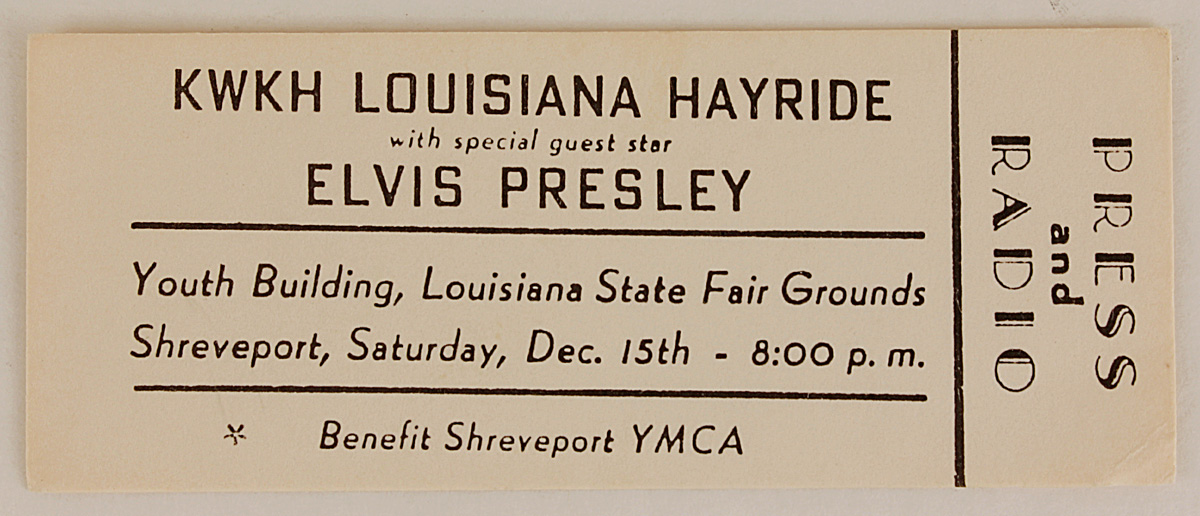 KWKH LOUISIANA HAYRIDE
with special guest star
ELVIS PRESLEY
Youth Building, Louisiana State Fair Grounds
Shreveport, Saturday, Dec. 15th - 8:00 p. m.
* Benefit Shreveport YMCA
PRESS
and
RADIO